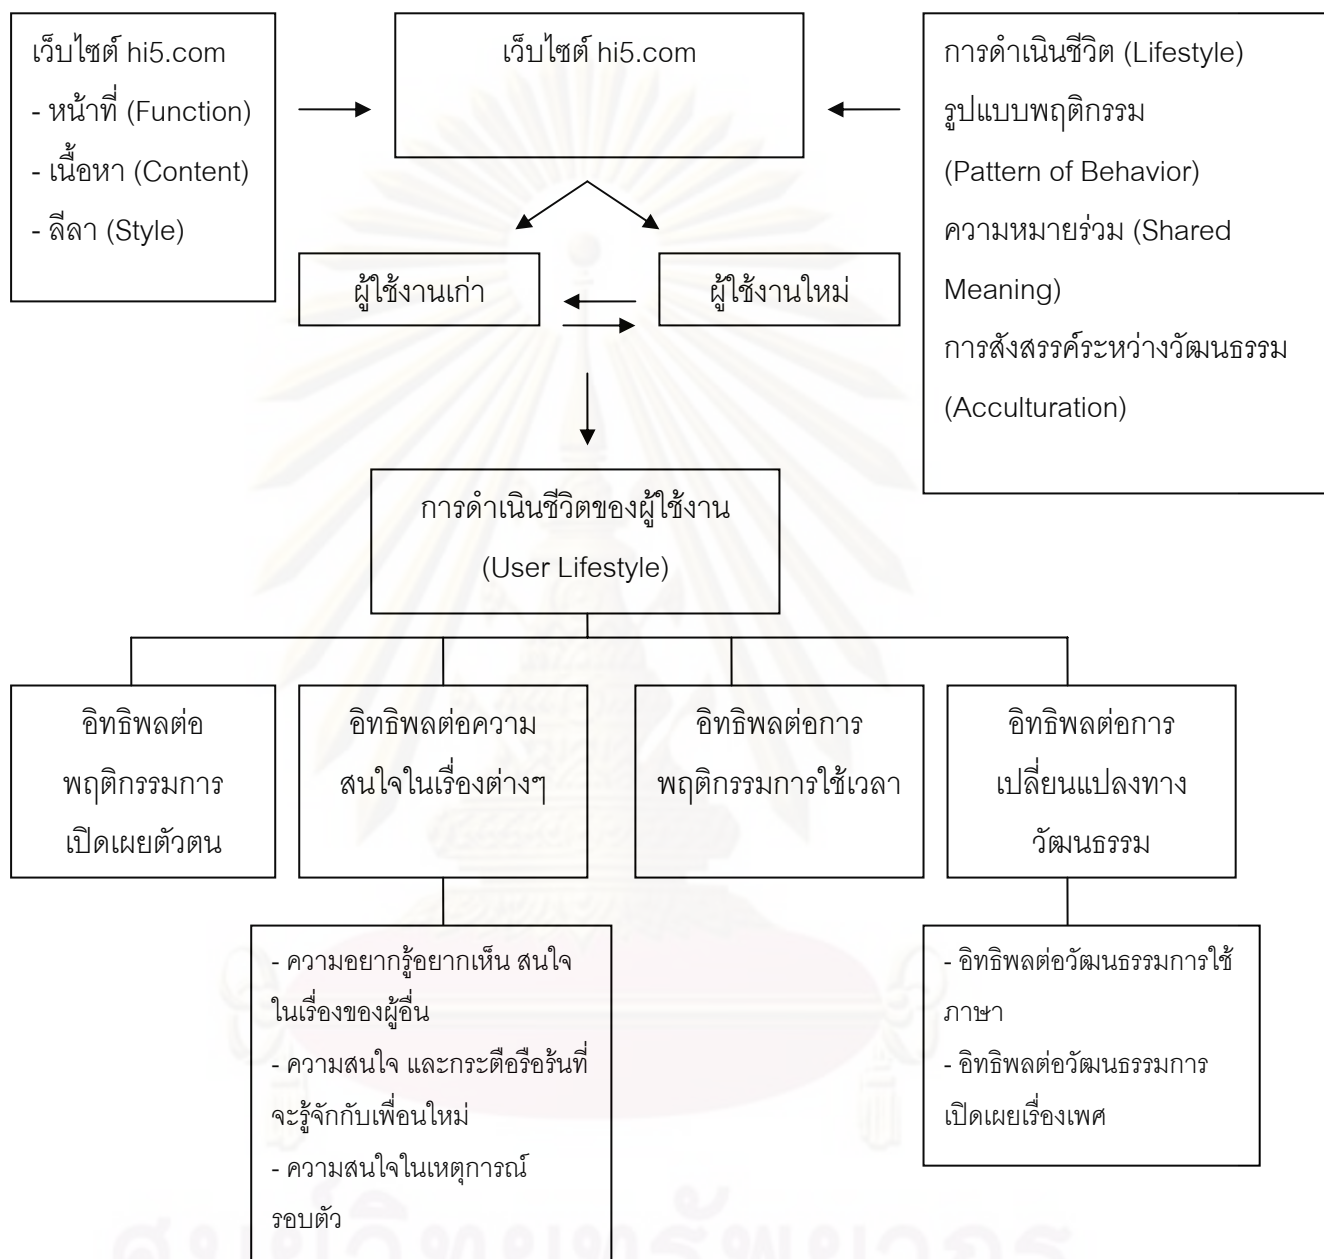 เว็บไซต์ hi5.com
- หน้าที่ (Function)
- เนื้อหา (Content)
- ลีลา (Style)
เว็บไซต์ hi5.com
การดำเนินชีวิต (Lifestyle)
รูปแบบพฤติกรรม
(Pattern of Behavior)
ความหมายร่วม (Shared
Meaning)
การสังสรรค์ระหว่างวัฒนธรรม
(Acculturation)
ผู้ใช้งานเก่า
ผู้ใช้งานใหม่
การดำเนินชีวิตของผู้ใช้งาน
(User Lifestyle)
อิทธิพลต่อ
พฤติกรรมการ
เปิดเผยตัวตน
อิทธิพลต่อความ
สนใจในเรื่องต่างๆ
อิทธิพลต่อการ
พฤติกรรมการใช้เวลา
อิทธิพลต่อการ
เปลี่ยนแปลงทาง
วัฒนธรรม
- ความอยากรู้อยากเห็น สนใจ
ในเรื่องของผู้อื่น
- ความสนใจ และกระตือรือร้นที่
จะรู้จักกับเพื่อนใหม่
- ความสนใจในเหตุการณ์
รอบตัว
- อิทธิพลต่อวัฒนธรรมการใช้
ภาษา
- อิทธิพลต่อวัฒนธรรมการ
เปิดเผยเรื่องเพศ
ศูนย์วิทยทรัพยากร